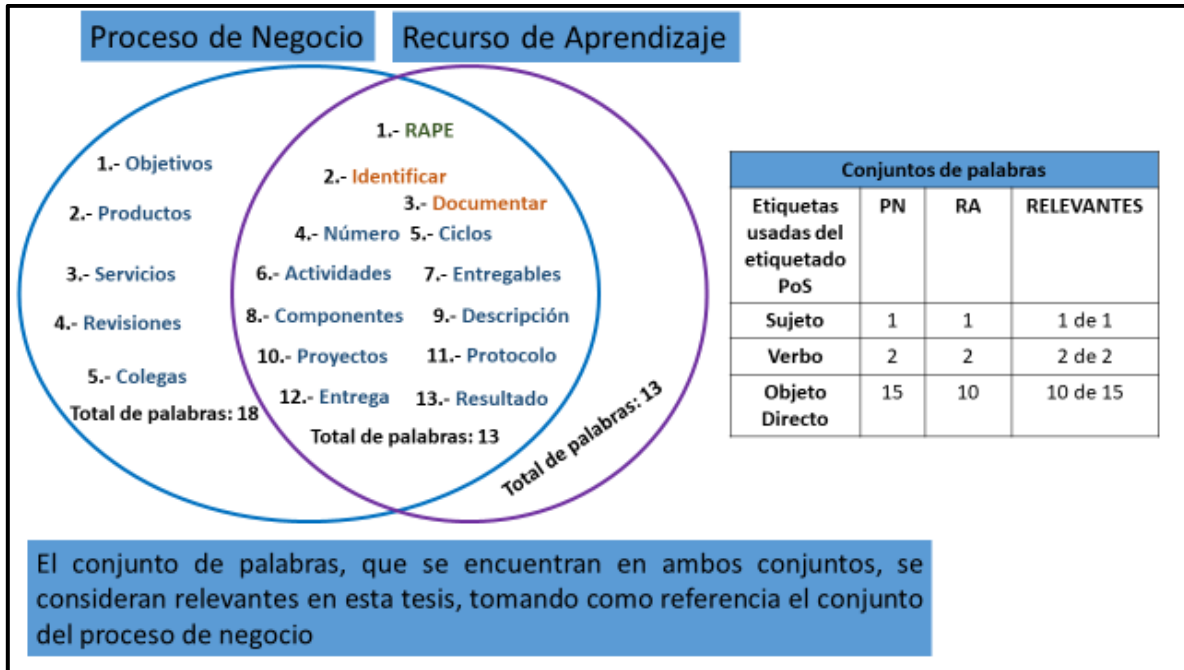 Proceso de Negocio
Recurso de Aprendizaje
1.- Objetivos
2.- Productos
3.- Servicios
4.- Revisiones
5.- Colegas
Total de palabras: 18
1.- RAPE
2.- Identificar
3.- Documentar
4.- Número 5.- Ciclos
6.- Actividades 7.- Entregables
8.- Componentes 9.- Descripción
10.- Proyectos 11.- Protocolo
12.- Entrega 13.- Resultado
Total de palabras: 13
Total de palabras: 13
Conjuntos de palabras
Etiquetas
usadas del
etiquetado
PoS
PN
RA
RELEVANTES
Sujeto 1 1 1 de 1
Verbo 2 2 2 de 2
Objeto
Directo
15 10 10 de 15
El conjunto de palabras, que se encuentran en ambos conjuntos, se
consideran relevantes en esta tesis, tomando como referencia el conjunto
del proceso de negocio